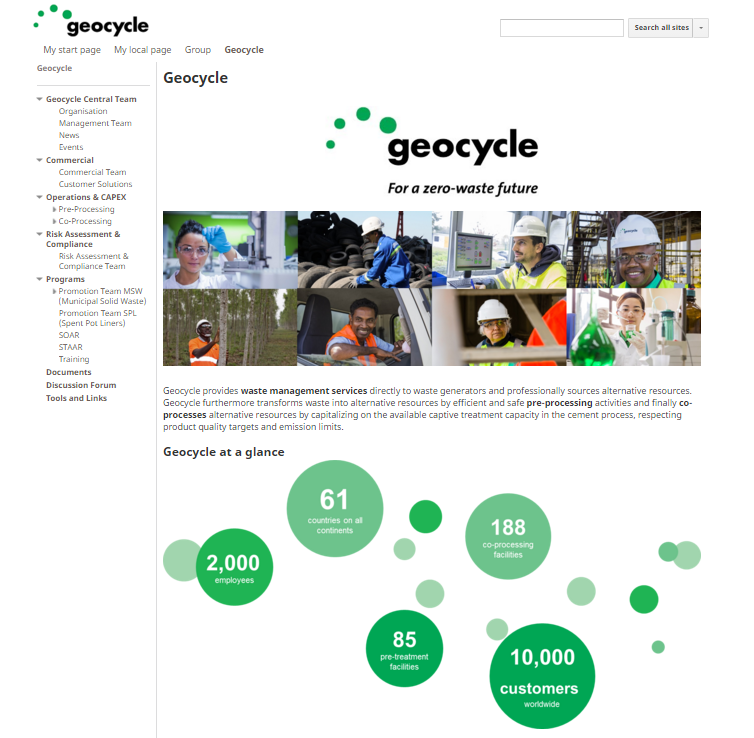 geocycle
Search all sites
My start page My local page Group Geocycle
Geocycle
Geocycle Central Team
Organisation
Management Team
News
Events
Commercial
Commercial Team
Customer Solutions
Operations & CAPEX
Pre-Processing
Co-Processing
Risk Assessment &
Compliance
Risk Assessment &
Compliance Team
Programs
Promotion Team MSW
(Municipal Solid Waste)
Promotion Team SPL
(Spent Pot Liners)
SOAR
STAAR
Training
Documents
Discussion Forum
Tools and Links
Geocycle
geocycle
For a zero-waste future
Geocycle provides waste management services directly to waste generators and professionally sources alternative resources.
Geocycle furthermore transforms waste into alternative resources by efficient and safe pre-processing activities and finally co-
processes alternative resources by capitalizing on the available captive treatment capacity in the cement process, respecting
product quality targets and emission limits.
Geocycle at a glance
61
countries on all
continents
188
co-processing
facilities
2,000
employees
85
pre-treatment
facilities
10,000
customers
worldwide